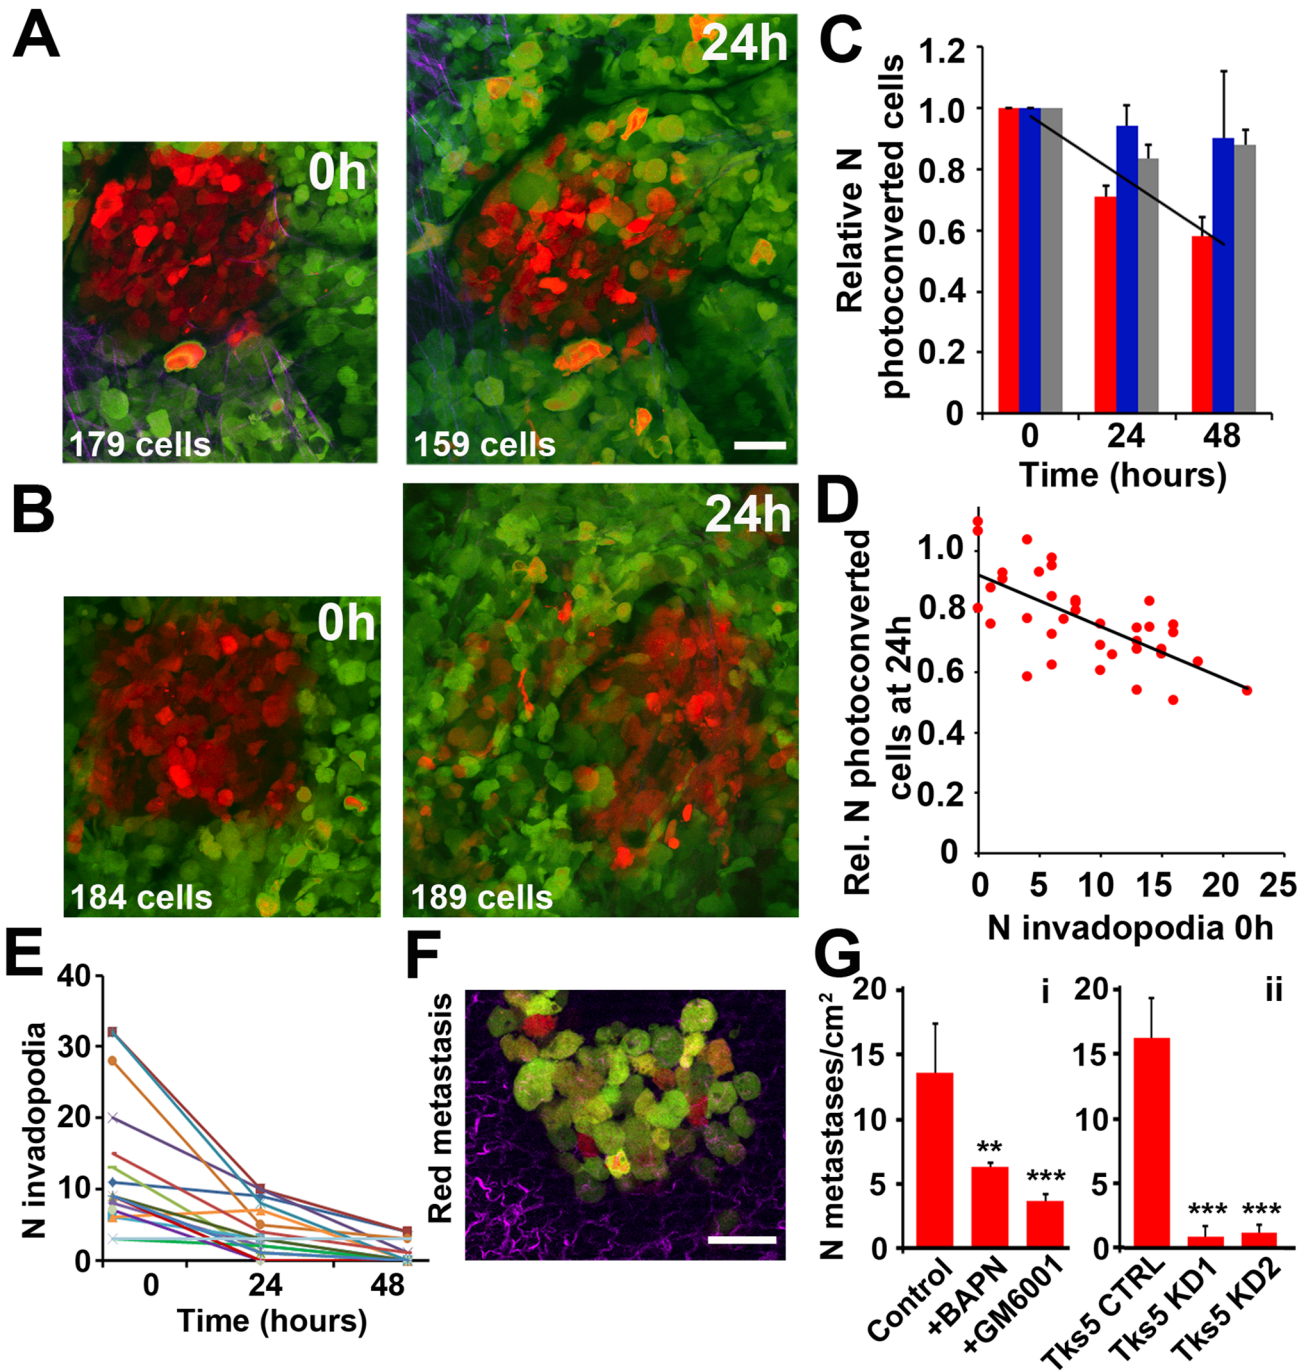 A
0h
179 cells
24h
159 cells
B
0h
184 cells
24h
189 cells
C
Relative N
photoconverted cells
1.2
1.0
0.8
0.6
0.4
0.2
0
0 24 48
Time (hours)
D
Rel. N photoconverted
cells at 24h
1.0
0.8
0.6
0.4
0.2
0
0 5 10 15 20 25
N invadopodia 0h
E
N invadopodia
40
30
20
10
0
0 24 48
Time (hours)
F
Red metastasis
G
N metastases/cm²
i
20
15
10
5
0
**
***
Control
+BAPN
+GM6001
ii
20
15
10
5
0
***
***
Tks5 CTRL
Tks5 KD1
Tks5 KD2